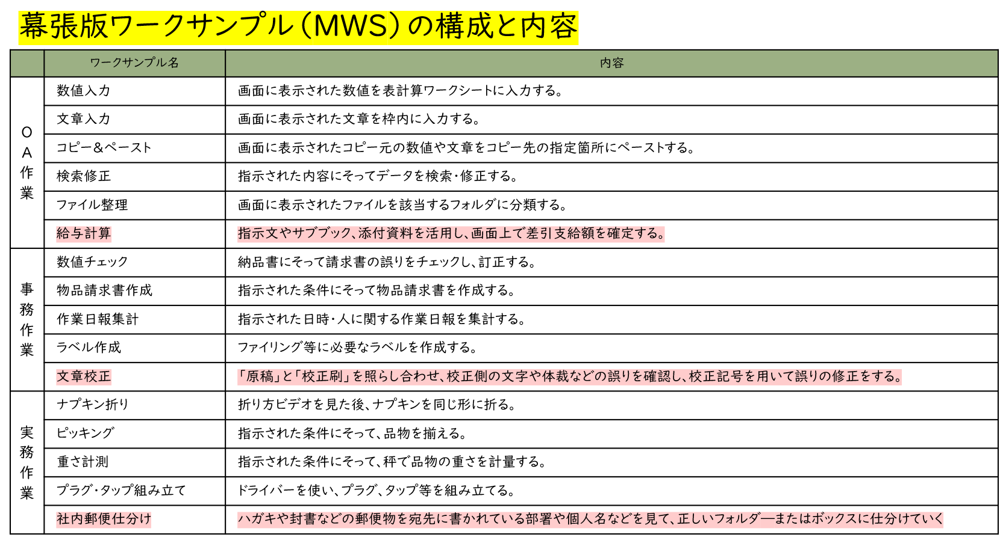 幕張版ワークサンプル（MWS）の構成と内容
ワークサンプル名 内容
OA作業
数値入力 画面に表示された数値を表計算ワークシートに入力する。
文章入力 画面に表示された文章を枠内に入力する。
コピー&ペースト 画面に表示されたコピー元の数値や文章をコピー先の指定箇所にペーストする。
検索修正 指示された内容にそってデータを検索・修正する。
ファイル整理 画面に表示されたファイルを該当するフォルダに分類する。
給与計算 指示文やサブブック、添付資料を活用し、画面上で差引支給額を確定する。
事務作業
数値チェック 納品書にそって請求書の誤りをチェックし、訂正する。
物品請求書作成 指示された条件にそって物品請求書を作成する。
作業日報集計 指示された日時・人に関する作業日報を集計する。
ラベル作成 ファイリング等に必要なラベルを作成する。
文章校正 「原稿」と「校正刷」を照らし合わせ、校正側の文字や体裁などの誤りを確認し、校正記号を用いて誤りの修正をする。
実務作業
ナプキン折り 折り方ビデオを見た後、ナプキンを同じ形に折る。
ピッキング 指示された条件にそって、品物を揃える。
重さ計測 指示された条件にそって、秤で品物の重さを計量する。
プラグ・タップ組み立て ドライバーを使い、プラグ、タップ等を組み立てる。
社内郵便仕分け ハガキや封書などの郵便物を宛先に書かれている部署や個人名などを見て、正しいフォルダ―またはボックスに仕分けていく